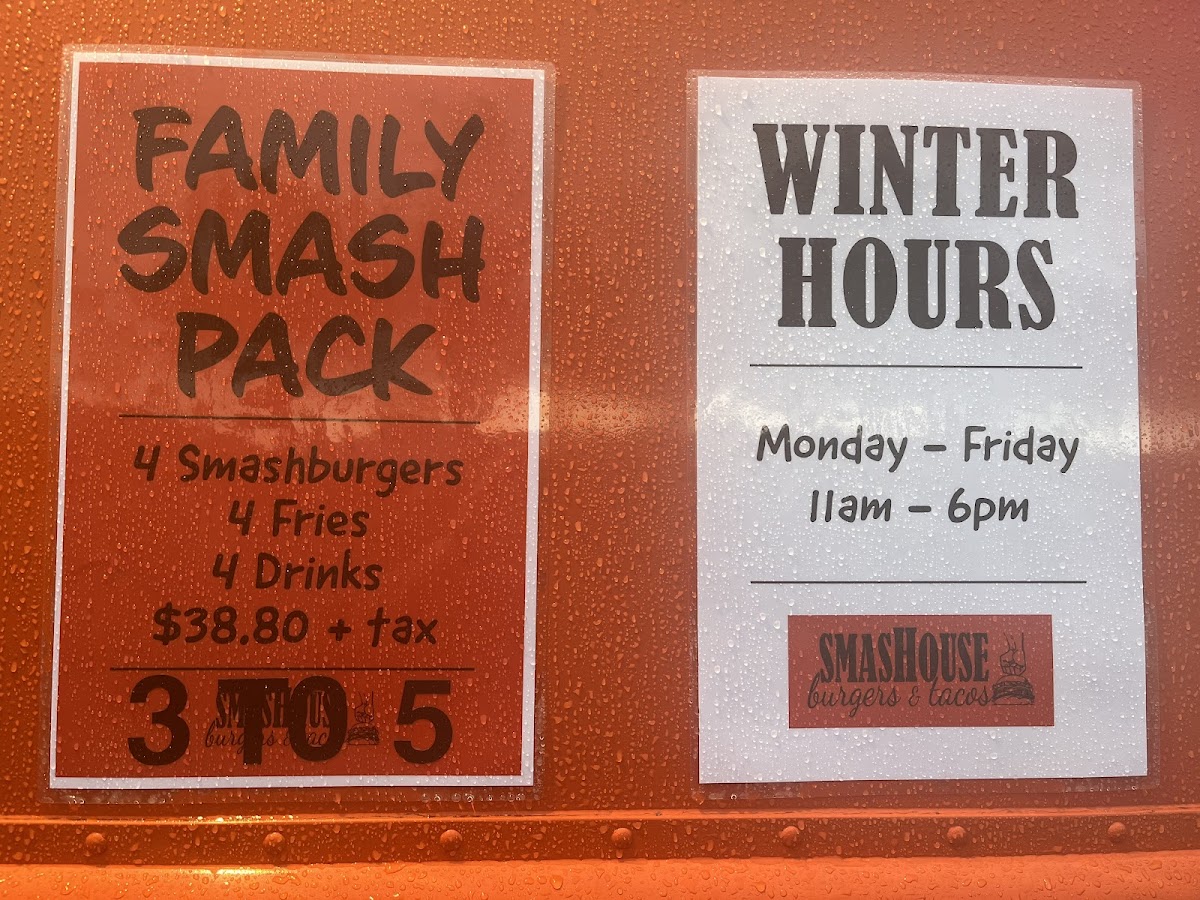 FAMILY
SMASH
PACK
4 Smashburgers
4 Fries
4 Drinks
$38.80 + tax
3 TO 5
WINTER
HOURS
Monday - Friday
11am - 6pm
SMASHOUSE
burgers & tacos